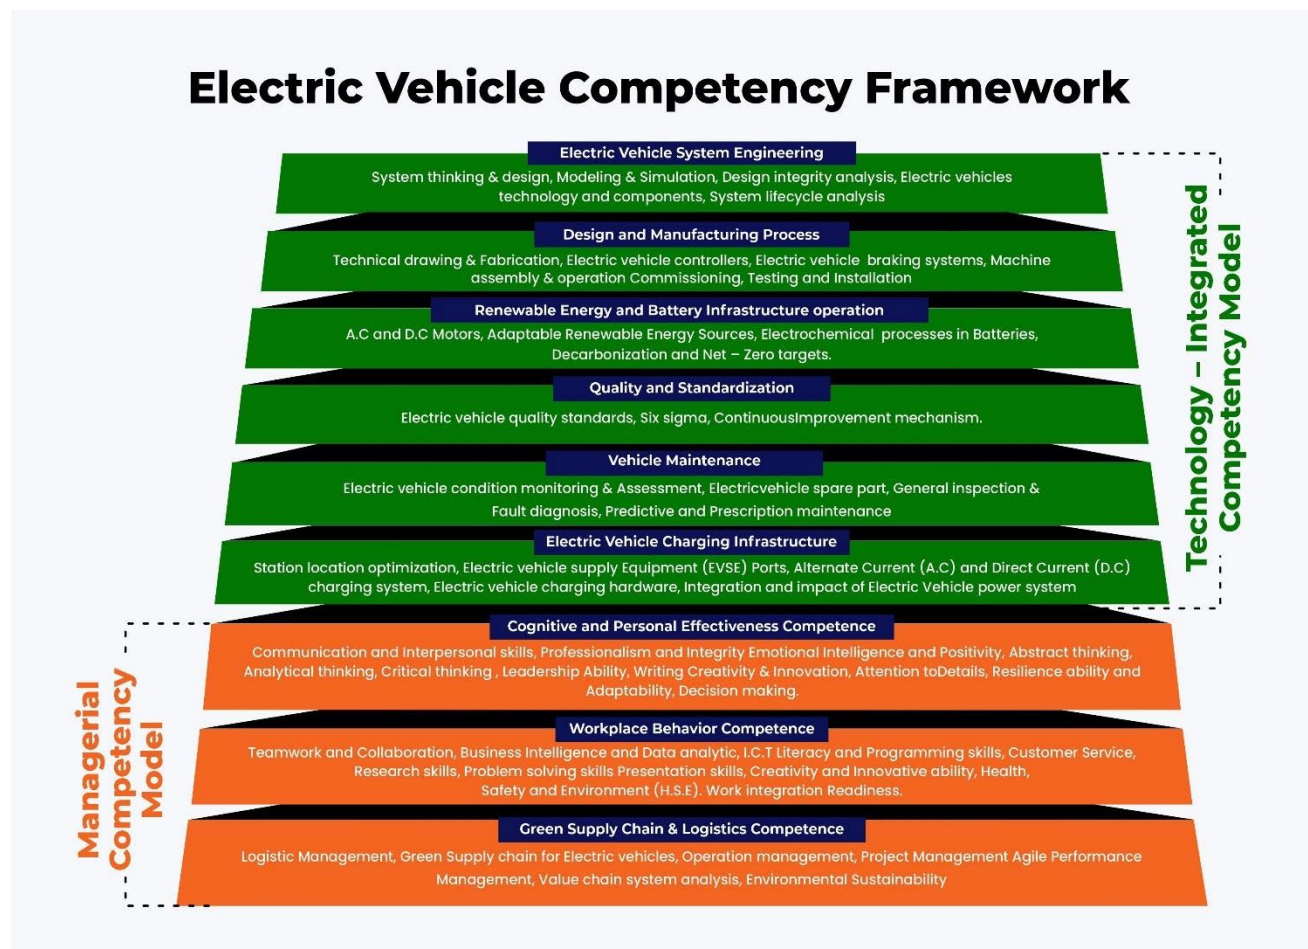 Electric Vehicle Competency Framework
Electric Vehicle System Engineering
System thinking & design, Modeling & Simulation, Design integrity analysis, Electric vehicles
technology and components, System lifecycle analysis
Design and Manufacturing Process
Technical drawing & Fabrication, Electric vehicle controllers, Electric vehicle braking systems, Machine
assembly & operation Commissioning, Testing and Installation
Renewable Energy and Battery Infrastructure operation
A.C and D.C Motors, Adaptable Renewable Energy Sources, Electrochemical processes in Batteries,
Decarbonization and Net – Zero targets.
Quality and Standardization
Electric vehicle quality standards, Six sigma, ContinuousImprovement mechanism.
Vehicle Maintenance
Electric vehicle condition monitoring & Assessment, Electricvehicle spare part, General inspection &
Fault diagnosis, Predictive and Prescription maintenance
Electric Vehicle Charging Infrastructure
Station location optimization, Electric vehicle supply Equipment (EVSE) Ports, Alternate Current (A.C) and Direct Current (D.C)
charging system, Electric vehicle charging hardware, Integration and impact of Electric Vehicle power system
Technology – Integrated
Competency Model
Cognitive and Personal Effectiveness Competence
Communication and Interpersonal skills, Professionalism and Integrity Emotional Intelligence and Positivity, Abstract thinking,
Analytical thinking, Critical thinking , Leadership Ability, Writing Creativity & Innovation, Attention toDetails, Resilience ability and
Adaptability, Decision making.
Workplace Behavior Competence
Teamwork and Collaboration, Business Intelligence and Data analytic, I.C.T Literacy and Programming skills, Customer Service,
Research skills, Problem solving skills Presentation skills, Creativity and Innovative ability, Health,
Safety and Environment (H.S.E). Work integration Readiness.
Green Supply Chain & Logistics Competence
Logistic Management, Green Supply chain for Electric vehicles, Operation management, Project Management Agile Performance
Management, Value chain system analysis, Environmental Sustainability
Managerial
Competency
Model